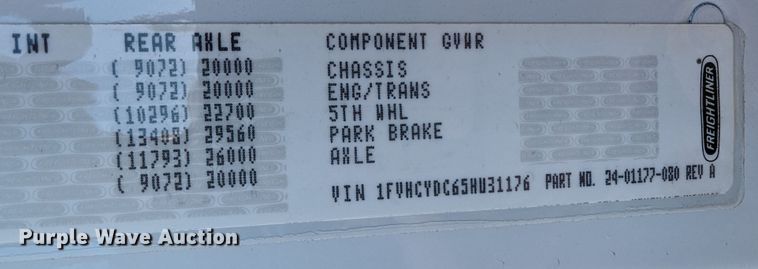 INT REAR AXLE COMPONENT GVWR
( 9072) 20000 CHASSIS
( 9072) 20000 ENG/TRANS
(10296) 22700 5TH WHL
(13408) 29560 PARK BRAKE
(11793) 26000 AXLE
( 9072) 20000
VIN 1FVHCYDC65HU31176 PART NO. 24-01177-080 REV A
FREIGHTLINER
Purple Wave Auction